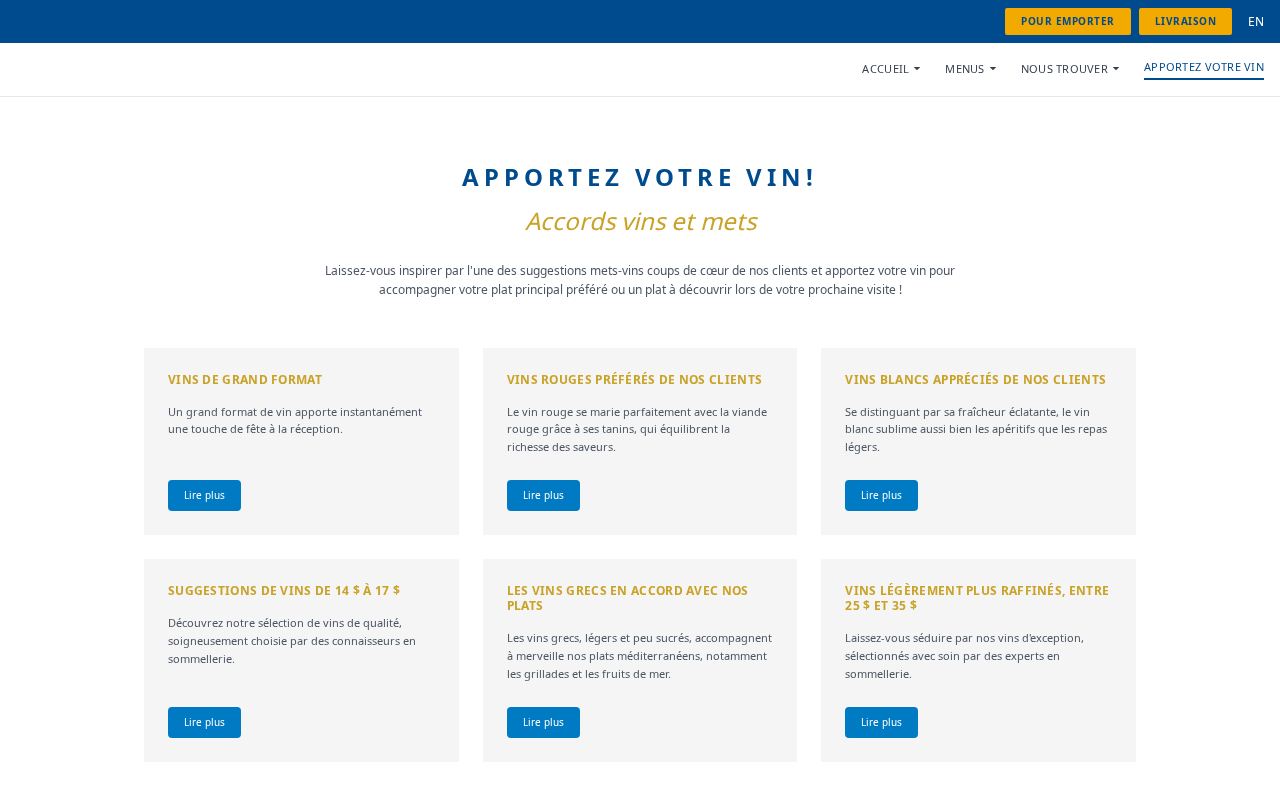 POUR EMPORTER
LIVRAISON
EN
ACCUEIL
MENUS
NOUS TROUVER
APPORTEZ VOTRE VIN
APPORTEZ VOTRE VIN!
Accords vins et mets
Laissez-vous inspirer par l'une des suggestions mets-vins coups de cœur de nos clients et apportez votre vin pour
accompagner votre plat principal préféré ou un plat à découvrir lors de votre prochaine visite !
VINS DE GRAND FORMAT
Un grand format de vin apporte instantanément
une touche de fête à la réception.
Lire plus
VINS ROUGES PRÉFÉRÉS DE NOS CLIENTS
Le vin rouge se marie parfaitement avec la viande
rouge grâce à ses tanins, qui équilibrent la
richesse des saveurs.
Lire plus
VINS BLANCS APPRÉCIÉS DE NOS CLIENTS
Se distinguant par sa fraîcheur éclatante, le vin
blanc sublime aussi bien les apéritifs que les repas
légers.
Lire plus
SUGGESTIONS DE VINS DE 14 $ À 17 $
Découvrez notre sélection de vins de qualité,
soigneusement choisie par des connaisseurs en
sommellerie.
Lire plus
LES VINS GRECS EN ACCORD AVEC NOS
PLATS
Les vins grecs, légers et peu sucrés, accompagnent
à merveille nos plats méditerranéens, notamment
les grillades et les fruits de mer.
Lire plus
VINS LÉGÈREMENT PLUS RAFFINÉS, ENTRE
25 $ ET 35 $
Laissez-vous séduire par nos vins d'exception,
sélectionnés avec soin par des experts en
sommellerie.
Lire plus